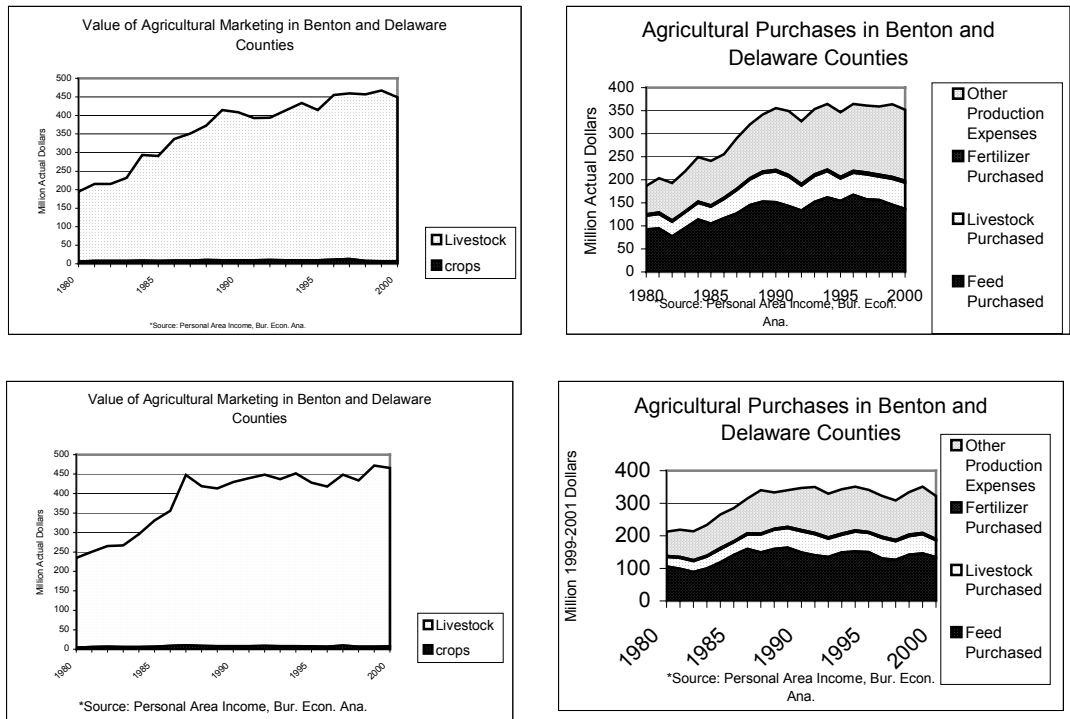 Value of Agricultural Marketing in Benton and Delaware
Counties
Million Actual Dollars
500
450
400
350
300
250
200
150
100
50
0
1980
1985
1990
1995
2000
Livestock
crops
*Source: Personal Area Income, Bur. Econ. Ana.
Agricultural Purchases in Benton and
Delaware Counties
Million Actual Dollars
400
350
300
250
200
150
100
50
0
1980 1985 1990 1995 2000
*Source: Personal Area Income, Bur. Econ.
Ana.
Other
Production
Expenses
Fertilizer
Purchased
Livestock
Purchased
Feed
Purchased
Value of Agricultural Marketing in Benton and Delaware
Counties
Million Actual Dollars
500
450
400
350
300
250
200
150
100
50
0
1980
1985
1990
1995
2000
Livestock
crops
*Source: Personal Area Income, Bur. Econ. Ana.
Agricultural Purchases in Benton and
Delaware Counties
Million 1999-2001 Dollars
400
300
200
100
0
1980
1985
1990
1995
2000
*Source: Personal Area Income, Bur. Econ.
Ana.
Other
Production
Expenses
Fertilizer
Purchased
Livestock
Purchased
Feed
Purchased